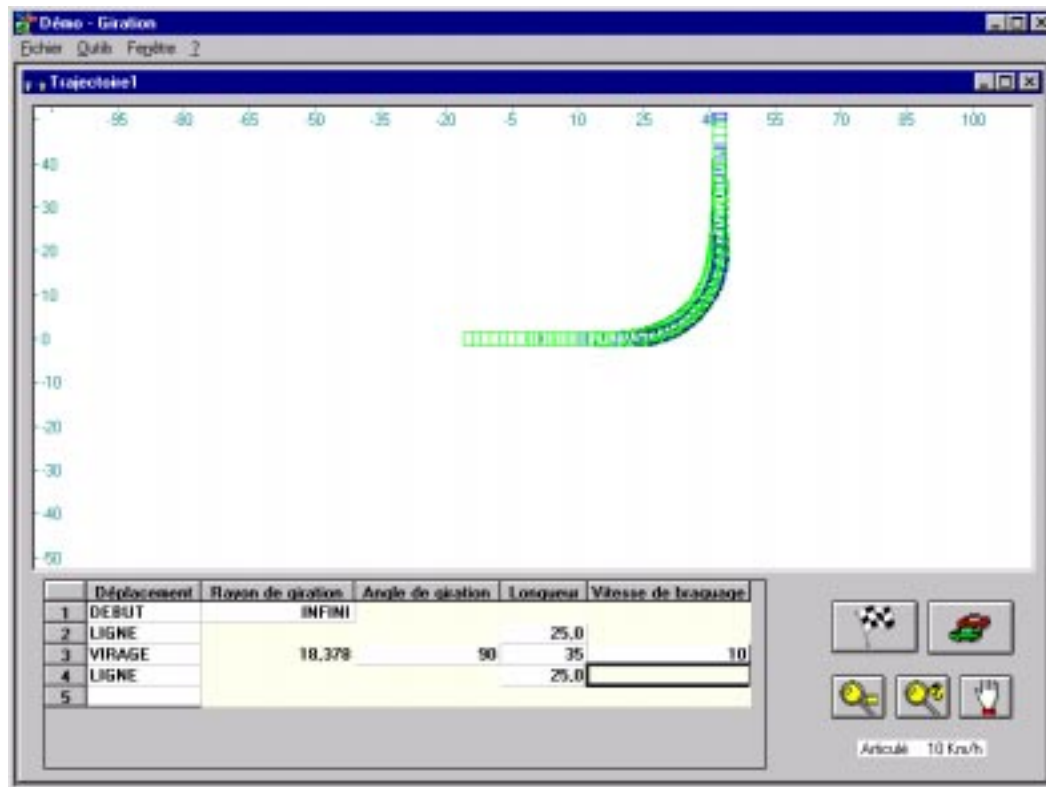 Démo - Giration
Fichier Outils Fenêtre ?
Trajectoire1
-95 -80 -65 -50 -35 -20 -5 10 25 40 55 70 85 100
40
30
20
10
0
-10
-20
-30
-40
-50
Déplacement Rayon de giration Angle de giration Longueur Vitesse de braquage
1 DEBUT INFINI
2 LIGNE 25,0
3 VIRAGE 18,378 90 35 10
4 LIGNE 25,0
5
Articulé 10 Km/h